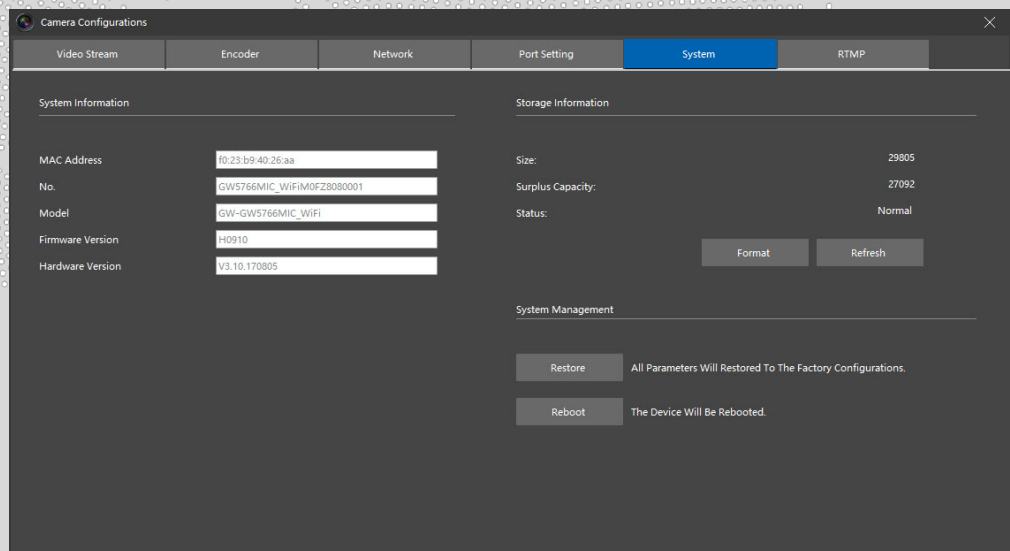 Camera Configurations
Video Stream
Encoder
Network
Port Setting
System
RTMP
System Information
MAC Address
f0:23:b9:40:26:aa
No.
GW5766MIC_WiFiM0FZ8080001
Model
GW-GW5766MIC_WiFi
Firmware Version
H0910
Hardware Version
V3.10.170805
Storage Information
Size:
29805
Surplus Capacity:
27092
Status:
Normal
Format
Refresh
System Management
Restore
All Parameters Will Restored To The Factory Configurations.
Reboot
The Device Will Be Rebooted.